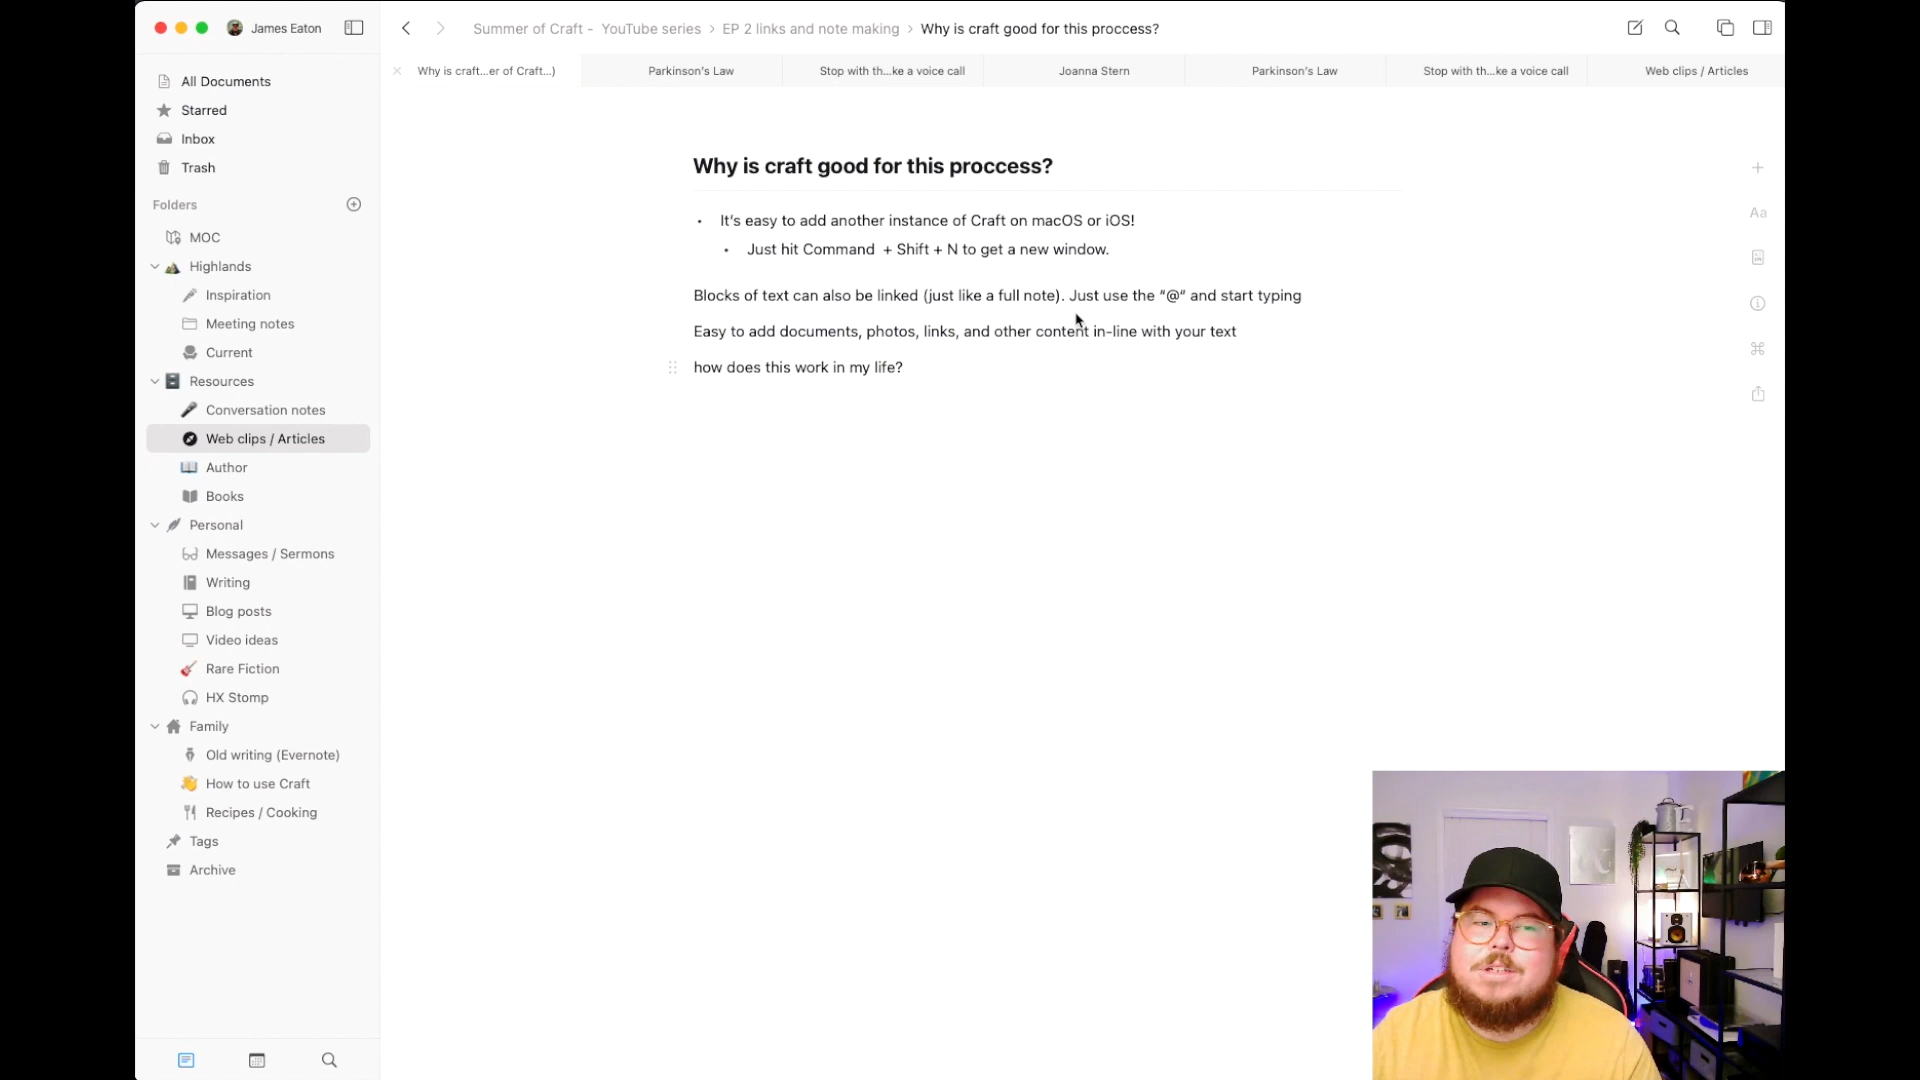 James Eaton
Summer of Craft - YouTube series › EP 2 links and note making › Why is craft good for this proccess?
Why is craft...er of Craft...)
Parkinson's Law
Stop with th...ke a voice call
Joanna Stern
Parkinson's Law
Stop with th...ke a voice call
Web clips / Articles
All Documents
Starred
Inbox
Trash
Folders
MOC
Highlands
Inspiration
Meeting notes
Current
Resources
Conversation notes
Web clips / Articles
Author
Books
Personal
Messages / Sermons
Writing
Blog posts
Video ideas
Rare Fiction
HX Stomp
Family
Old writing (Evernote)
How to use Craft
Recipes / Cooking
Tags
Archive
Why is craft good for this proccess?
• It's easy to add another instance of Craft on macOS or iOS!
• Just hit Command + Shift + N to get a new window.
Blocks of text can also be linked (just like a full note). Just use the "@" and start typing
Easy to add documents, photos, links, and other content in-line with your text
how does this work in my life?
Aa